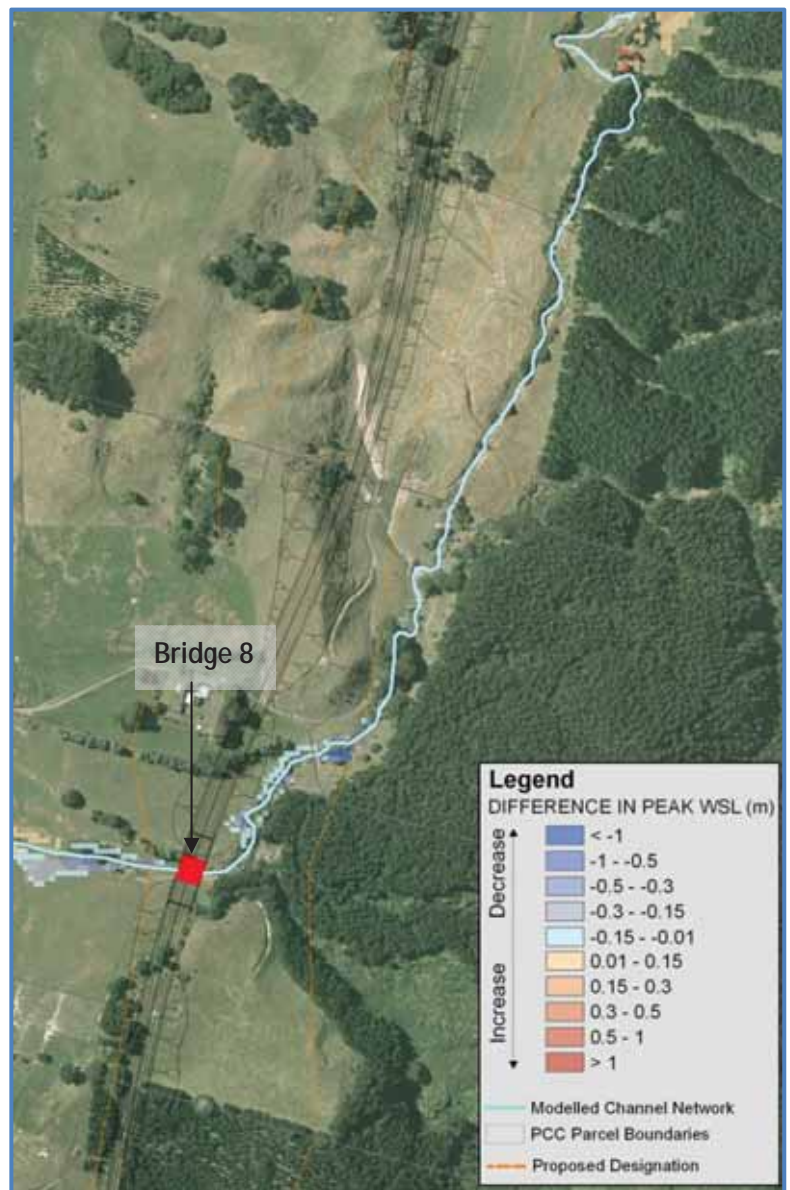 Bridge 8
Legend
DIFFERENCE IN PEAK WSL (m)
Decrease
Increase
< -1
-1 - -0.5
-0.5 - -0.3
-0.3 - -0.15
-0.15 - -0.01
0.01 - 0.15
0.15 - 0.3
0.3 - 0.5
0.5 - 1
> 1
Modelled Channel Network
PCC Parcel Boundaries
Proposed Designation